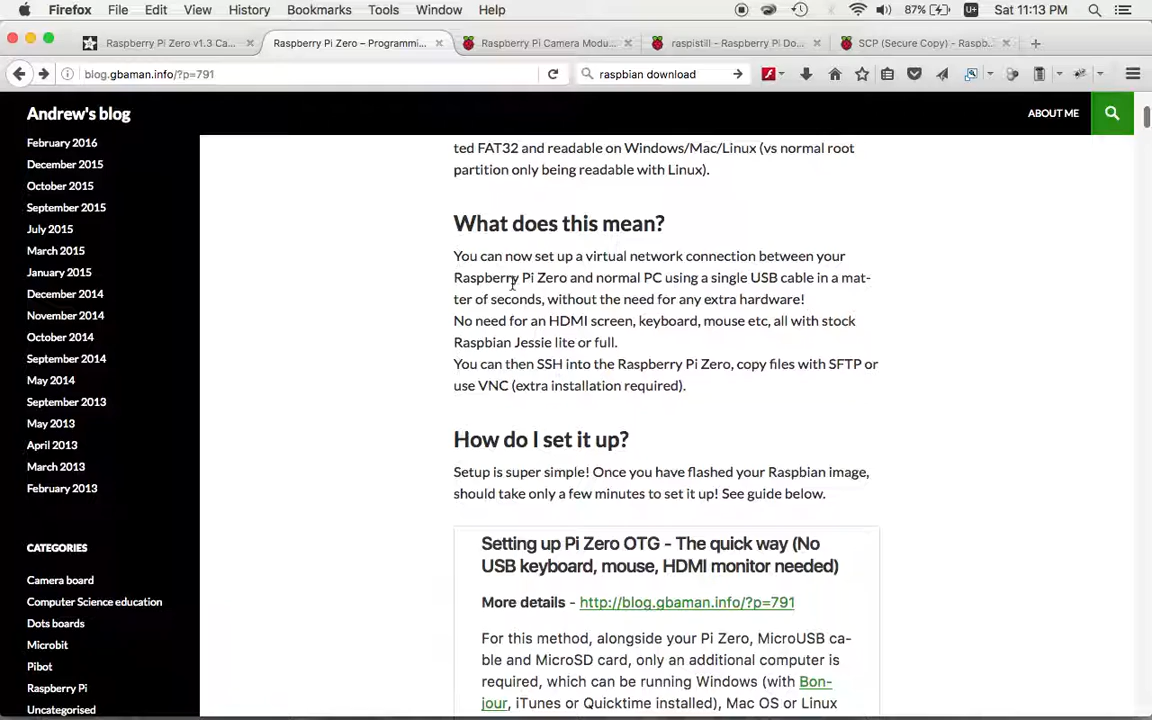 Firefox File Edit View History Bookmarks Tools Window Help 87% U+ Sat 11:13 PM
Raspberry Pi Zero v1.3 Ca... Raspberry Pi Zero – Programmi... Raspberry Pi Camera Modu... raspistill - Raspberry Pi Do... SCP (Secure Copy) - Raspb...
blog.gbaman.info/?p=791 raspbian download
Andrew's blog
ABOUT ME
February 2016
December 2015
October 2015
September 2015
July 2015
March 2015
January 2015
December 2014
November 2014
October 2014
September 2014
May 2014
September 2013
May 2013
April 2013
March 2013
February 2013
CATEGORIES
Camera board
Computer Science education
Dots boards
Microbit
Pibot
Raspberry Pi
Uncategorised
ted FAT32 and readable on Windows/Mac/Linux (vs normal root
partition only being readable with Linux).
What does this mean?
You can now set up a virtual network connection between your
Raspberry Pi Zero and normal PC using a single USB cable in a mat-
ter of seconds, without the need for any extra hardware!
No need for an HDMI screen, keyboard, mouse etc, all with stock
Raspbian Jessie lite or full.
You can then SSH into the Raspberry Pi Zero, copy files with SFTP or
use VNC (extra installation required).
How do I set it up?
Setup is super simple! Once you have flashed your Raspbian image,
should take only a few minutes to set it up! See guide below.
Setting up Pi Zero OTG - The quick way (No
USB keyboard, mouse, HDMI monitor needed)
More details - http://blog.gbaman.info/?p=791
For this method, alongside your Pi Zero, MicroUSB ca-
ble and MicroSD card, only an additional computer is
required, which can be running Windows (with Bon-
jour, iTunes or Quicktime installed), Mac OS or Linux